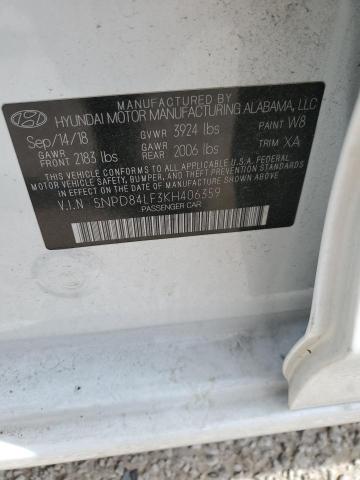 MANUFACTURED BY
HYUNDAI MOTOR MANUFACTURING ALABAMA, LLC
Sep/14/18 GVWR 3924 lbs PAINT W8
GAWR FRONT 2183 lbs GAWR REAR 2006 lbs TRIM XA
THIS VEHICLE CONFORMS TO ALL APPLICABLE U.S. FEDERAL
MOTOR VEHICLE SAFETY, BUMPER, AND THEFT PREVENTION
STANDARDS IN EFFECT ON THE DATE OF MANUFACTURE SHOWN ABOVE.
V.I.N 5NPD84LF3KH406359
PASSENGER CAR